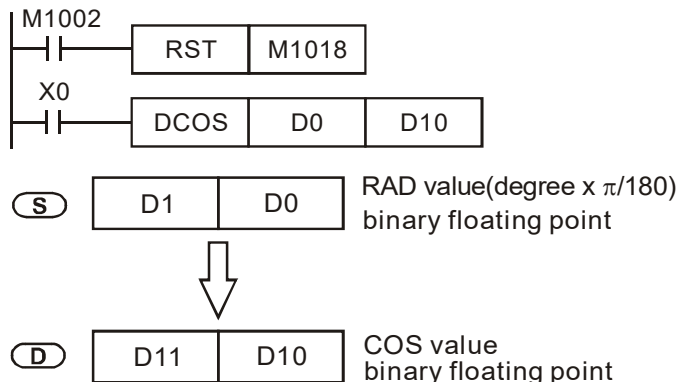 M1002
RST M1018
X0
DCOS D0 D10
S D1 D0 RAD value(degree x π/180)
binary floating point
D D11 D10 COS value
binary floating point